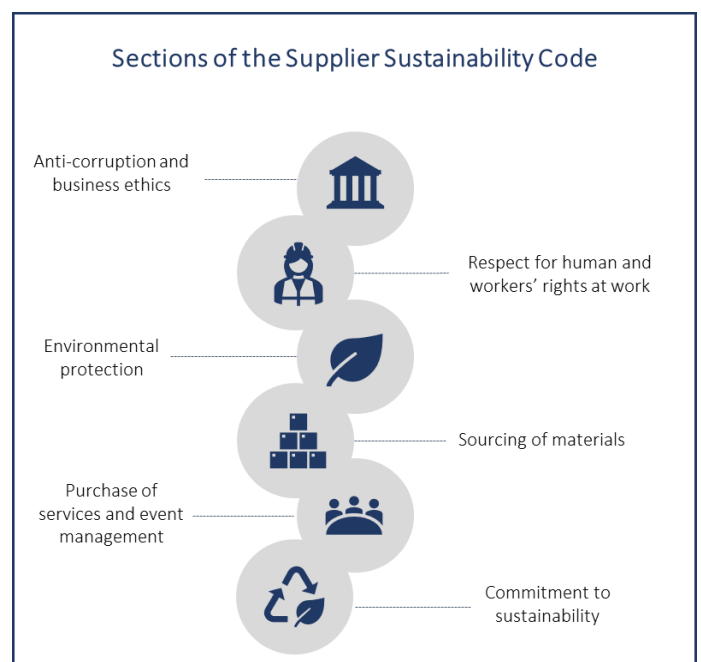 Sections of the Supplier Sustainability Code
Anti-corruption and
business ethics
Respect for human and
workers’ rights at work
Environmental
protection
Sourcing of materials
Purchase of
services and event
management
Commitment to
sustainability